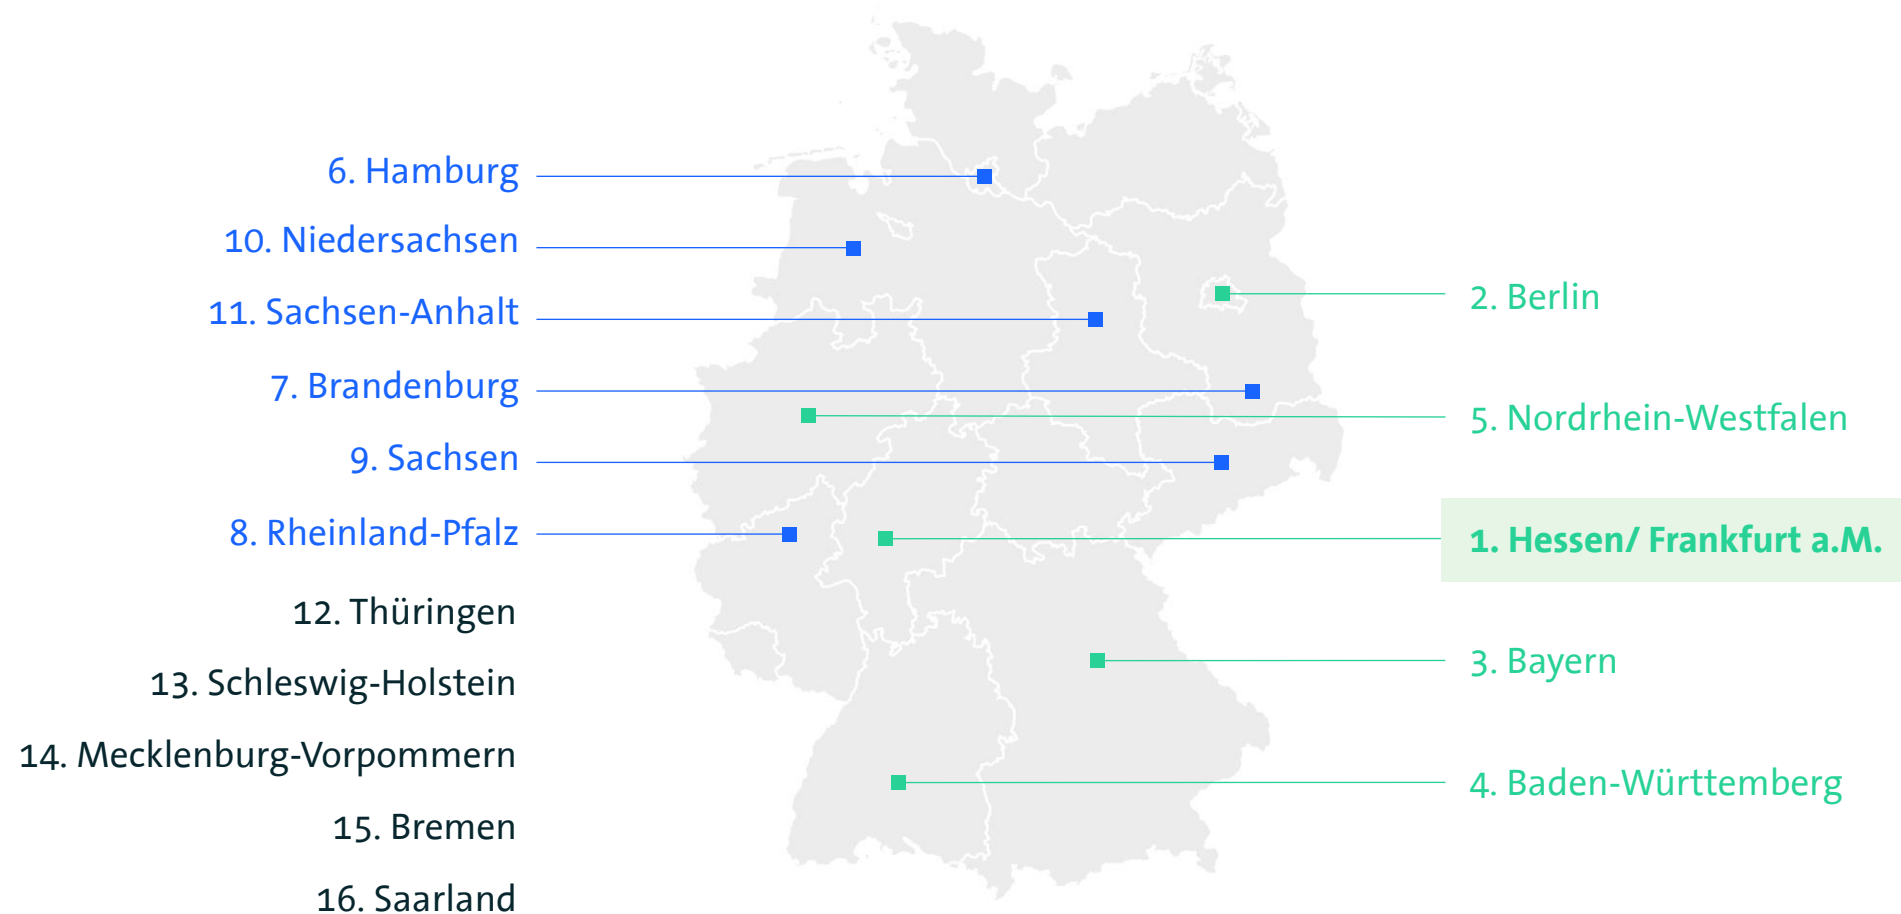 6. Hamburg
10. Niedersachsen
11. Sachsen-Anhalt
7. Brandenburg
9. Sachsen
8. Rheinland-Pfalz
12. Thüringen
13. Schleswig-Holstein
14. Mecklenburg-Vorpommern
15. Bremen
16. Saarland
2. Berlin
5. Nordrhein-Westfalen
1. Hessen/ Frankfurt a.M.
3. Bayern
4. Baden-Württemberg